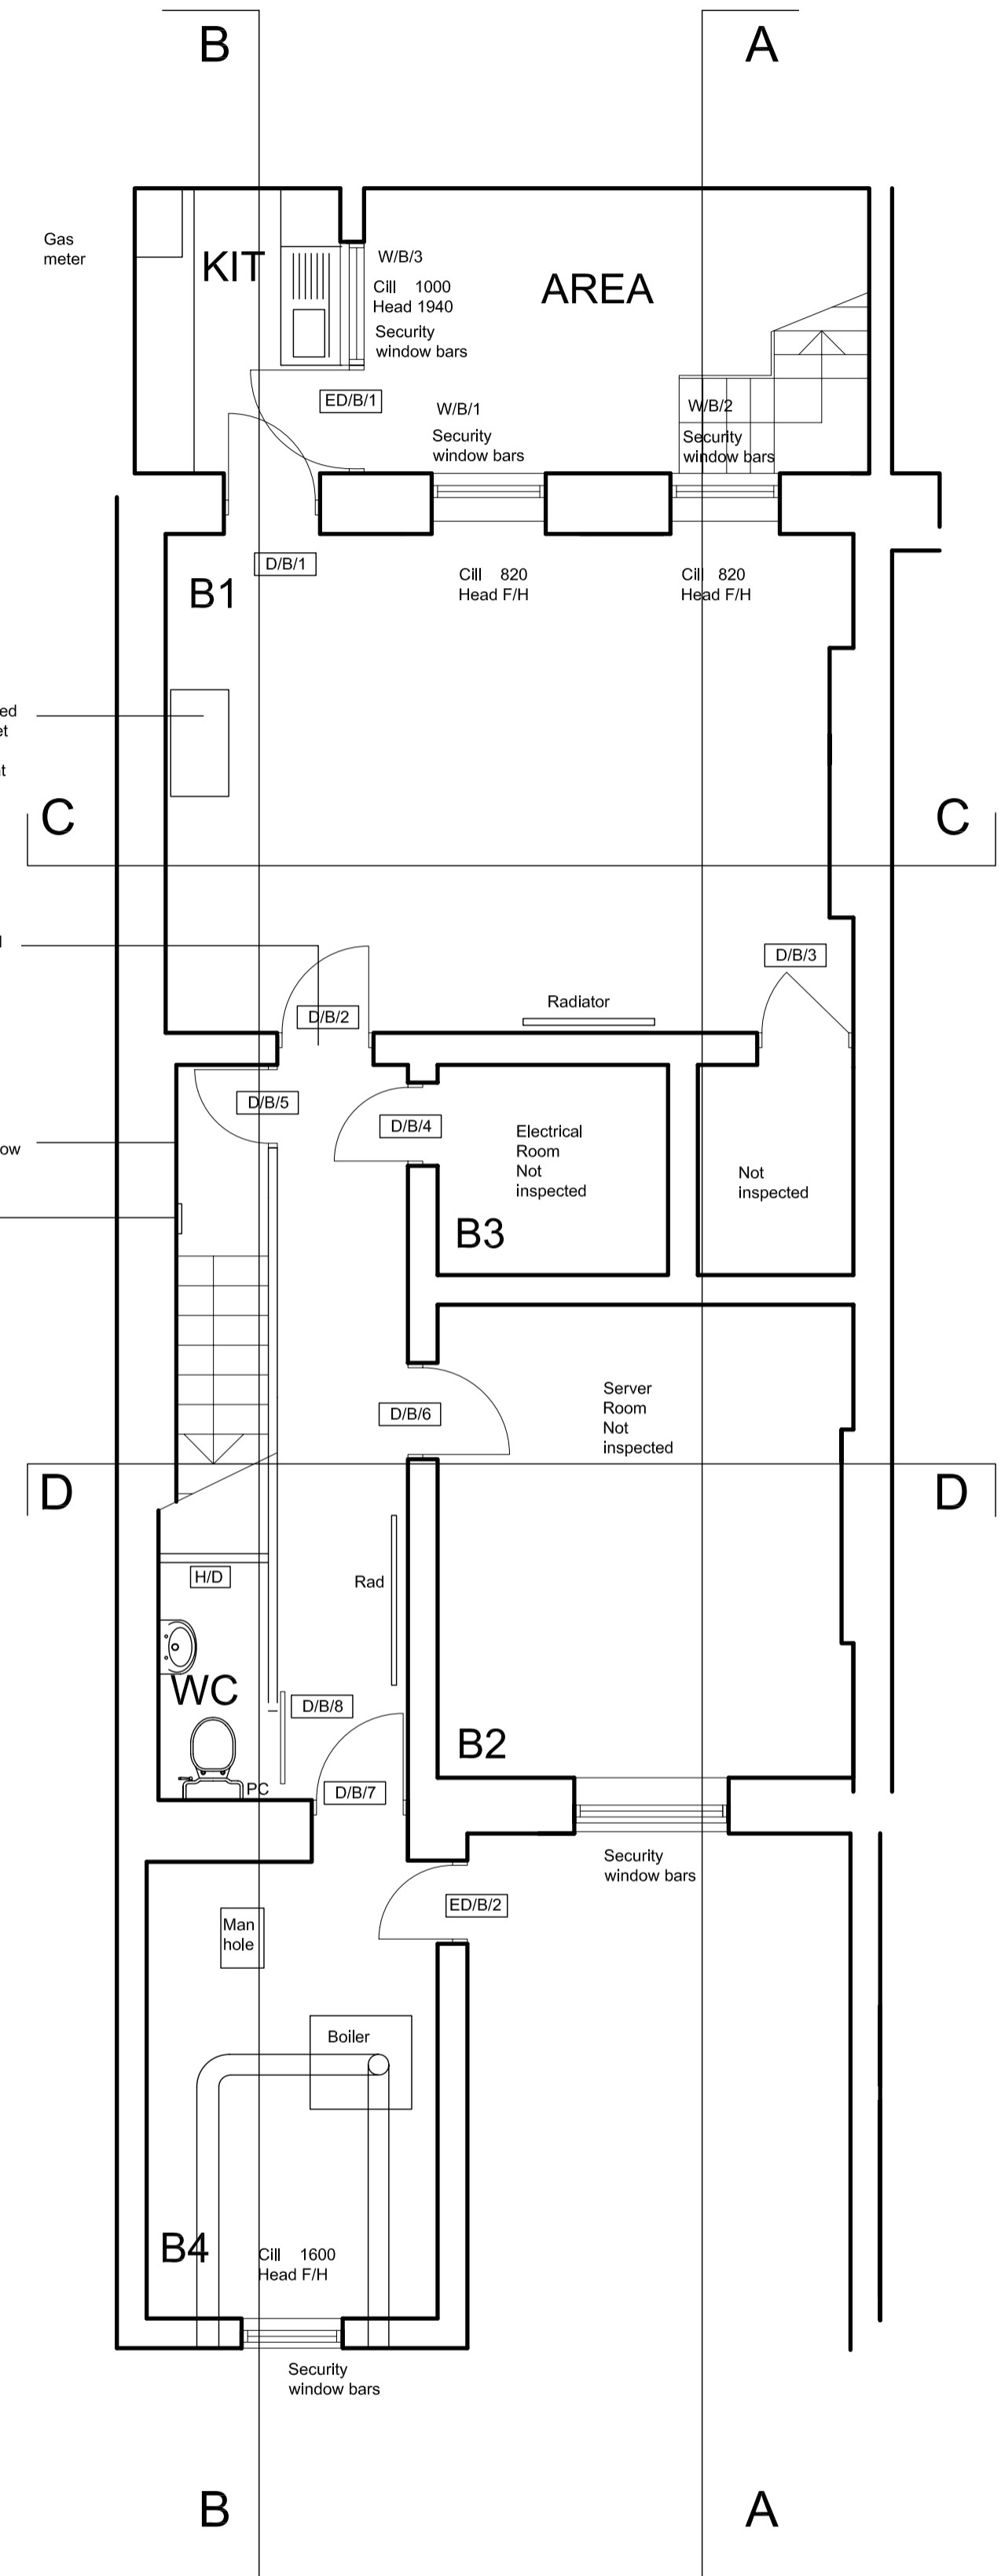 B
A
Gas
meter
KIT
W/B/3
Cill 1000
Head 1940
Security
window bars
AREA
ED/B/1
W/B/1
Security
window bars
W/B/2
Security
window bars
D/B/1
B1
Cill 820
Head F/H
Cill 820
Head F/H
C
C
D/B/3
D/B/2
Radiator
D/B/5
D/B/4
Electrical
Room
Not
inspected
Not
inspected
B3
D/B/6
Server
Room
Not
inspected
D
D
H/D
Rad
WC
D/B/8
B2
PC
D/B/7
Security
window bars
ED/B/2
Man
hole
Boiler
B4
Cill 1600
Head F/H
Security
window bars
B
A